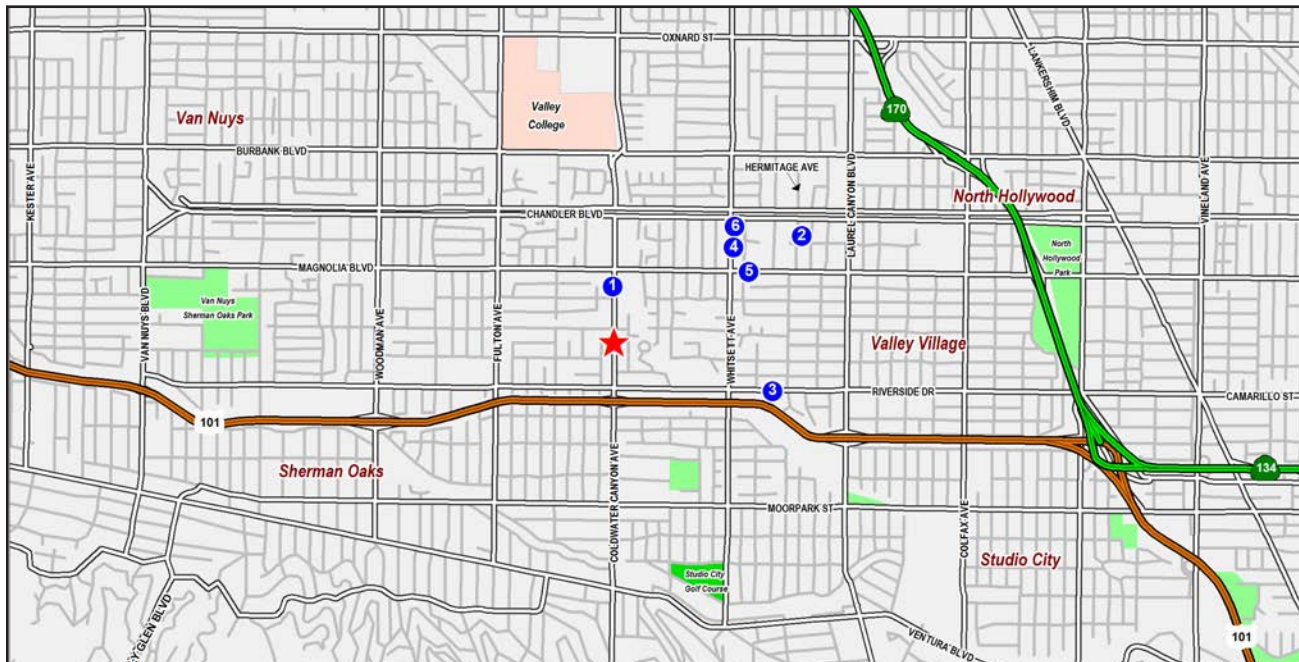 OXNARD ST
LANKERSHIM BLVD
170
Valley
College
Van Nuys
BURBANK BLVD
HERMITAGE AVE
KESTER AVE
LAUREL CANYON BLVD
VINELAND AVE
North Hollywood
CHANDLER BLVD
6
2
4
5
North
Hollywood
Park
MAGNOLIA BLVD
1
Van Nuys
Sherman Oaks Park
VAN NUYS BLVD
WOODMAN AVE
FULTON AVE
WHITSETT AVE
Valley Village
3
RIVERSIDE DR
CAMARILLO ST
101
Sherman Oaks
134
COLDWATER CANYON AVE
MOORPARK ST
COLFAX AVE
Studio City
Studio City
Golf Course
EY GLEN BLVD
VENTURA BLVD
101